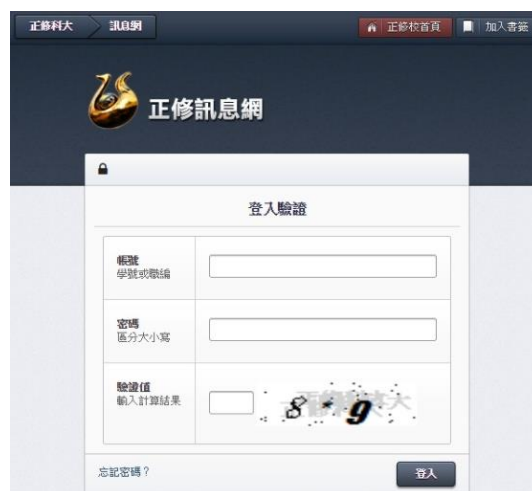 正修科大 訊息網 正修校首頁 加入書籤
正修訊息網
登入驗證
帳號
學號或職編
密碼
區分大小寫
驗證值
輸入計算結果
8 * 9
忘記密碼？ 登入